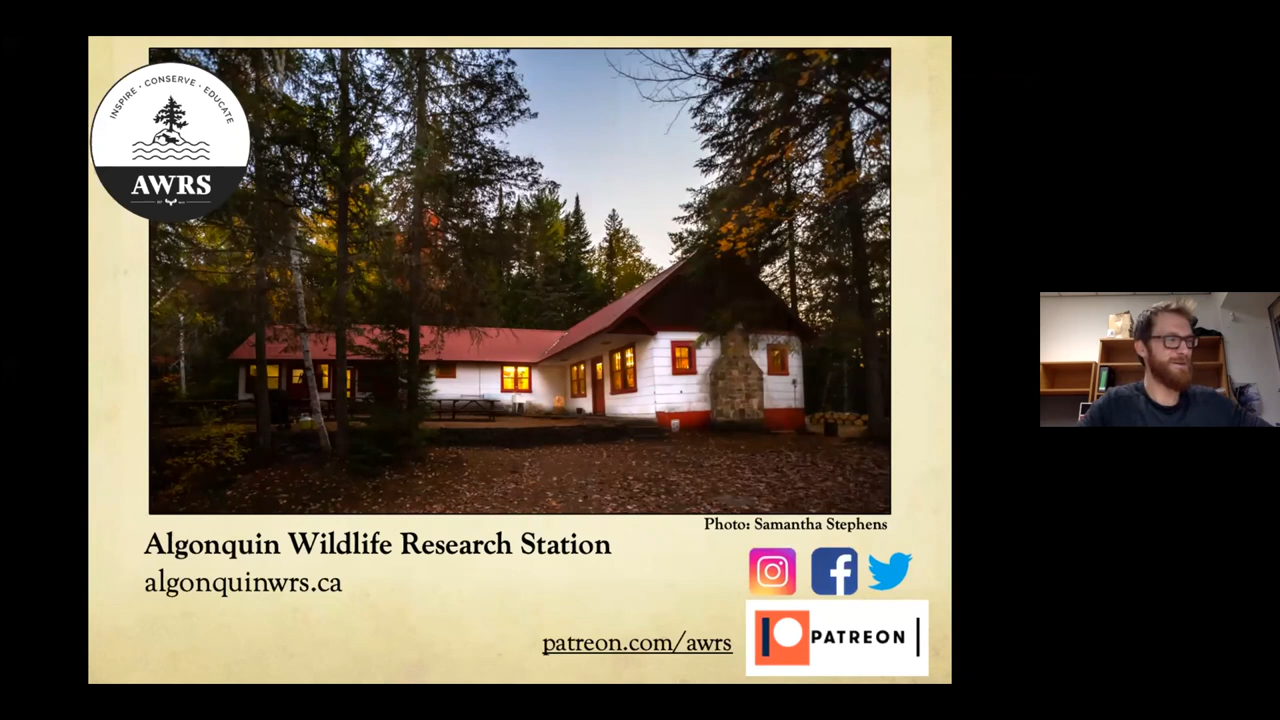 INSPIRE · CONSERVE · EDUCATE
AWRS
Photo: Samantha Stephens
Algonquin Wildlife Research Station
algonquinwrs.ca
patreon.com/awrs
PATREON